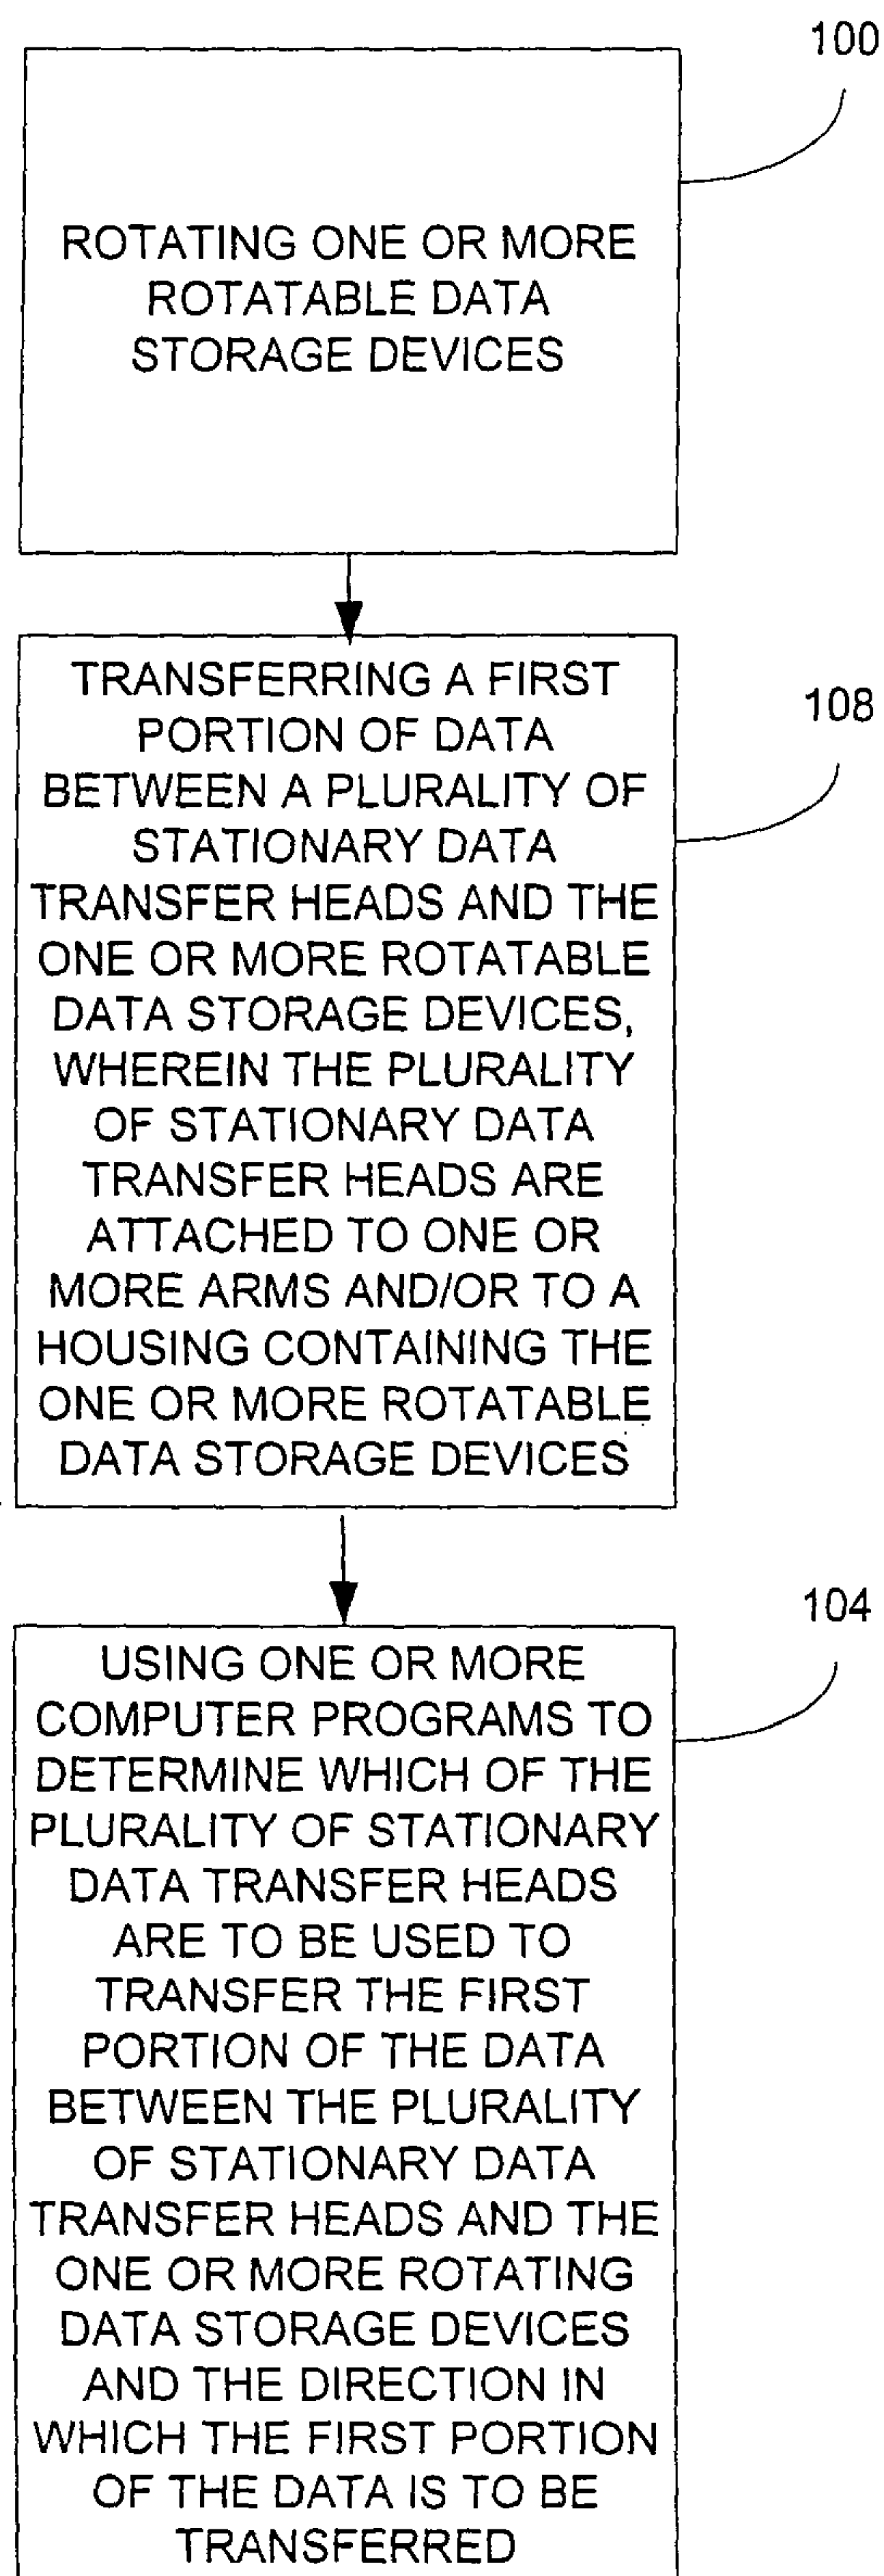 100
ROTATING ONE OR MORE
ROTATABLE DATA
STORAGE DEVICES
TRANSFERRING A FIRST
PORTION OF DATA
BETWEEN A PLURALITY OF
STATIONARY DATA
TRANSFER HEADS AND THE
ONE OR MORE ROTATABLE
DATA STORAGE DEVICES,
WHEREIN THE PLURALITY
OF STATIONARY DATA
TRANSFER HEADS ARE
ATTACHED TO ONE OR
MORE ARMS AND/OR TO A
HOUSING CONTAINING THE
ONE OR MORE ROTATABLE
DATA STORAGE DEVICES
108
104
USING ONE OR MORE
COMPUTER PROGRAMS TO
DETERMINE WHICH OF THE
PLURALITY OF STATIONARY
DATA TRANSFER HEADS
ARE TO BE USED TO
TRANSFER THE FIRST
PORTION OF THE DATA
BETWEEN THE PLURALITY
OF STATIONARY DATA
TRANSFER HEADS AND THE
ONE OR MORE ROTATING
DATA STORAGE DEVICES
AND THE DIRECTION IN
WHICH THE FIRST PORTION
OF THE DATA IS TO BE
TRANSFERRED